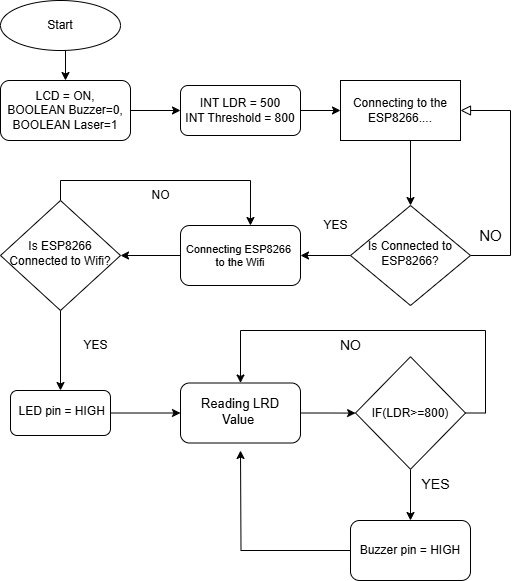 Start
LCD = ON,
BOOLEAN Buzzer=0,
BOOLEAN Laser=1
INT LDR = 500
INT Threshold = 800
Connecting to the
ESP8266....
Is Connected to
ESP8266?
NO
YES
Connecting ESP8266
to the Wifi
NO
Is ESP8266
Connected to Wifi?
YES
LED pin = HIGH
Reading LRD
Value
NO
IF(LDR>=800)
YES
Buzzer pin = HIGH